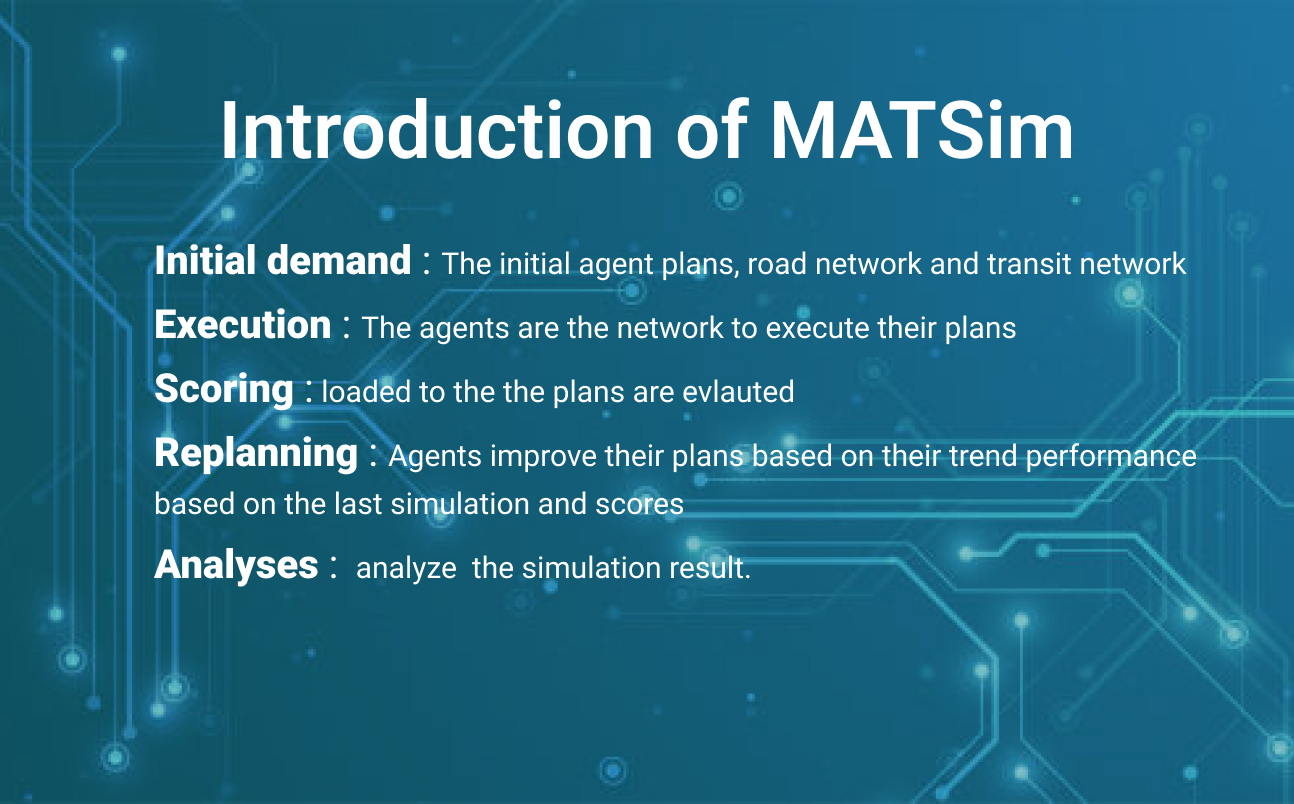 Introduction of MATSim
Initial demand : The initial agent plans, road network and transit network
Execution : The agents are the network to execute their plans
Scoring : loaded to the the plans are evlauted
Replanning : Agents improve their plans based on their trend performance
based on the last simulation and scores
Analyses : analyze the simulation result.